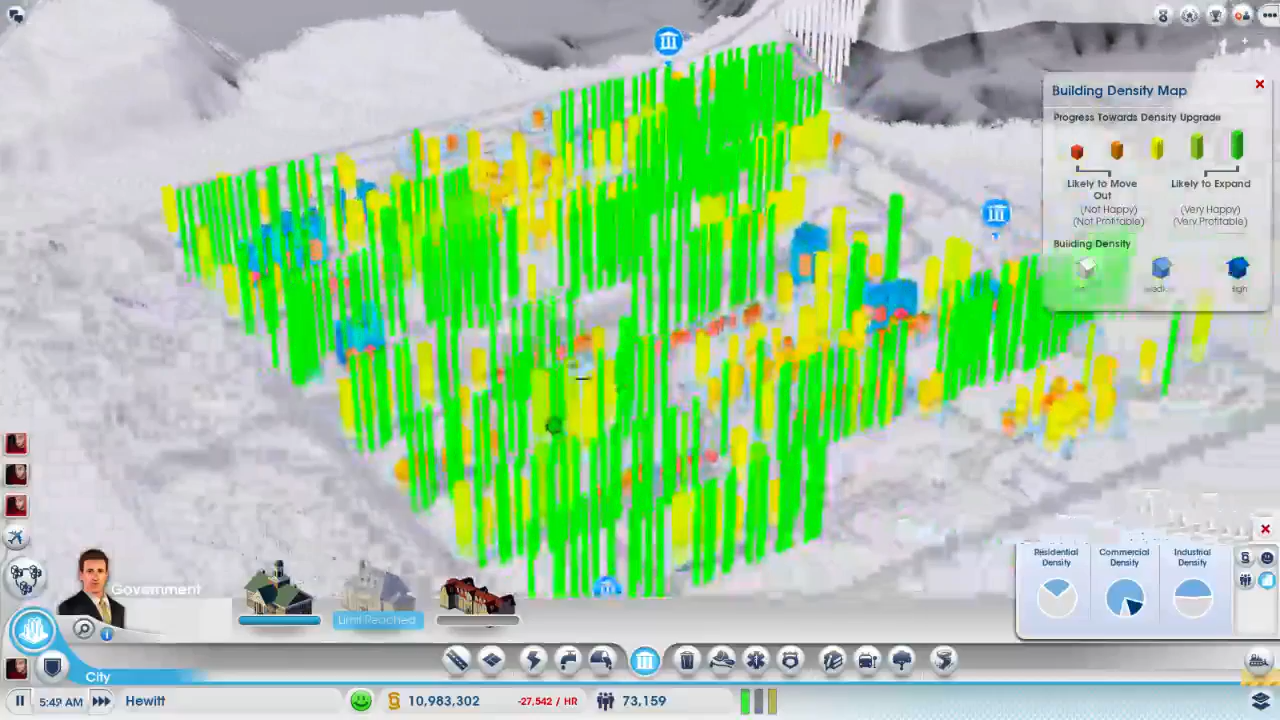 Building Density Map
Progress Towards Density Upgrade
Likely to Move Out
Likely to Expand
(Not Happy)
(Not Profitable)
(Very Happy)
(Very Profitable)
Building Density
High
Residential Density
Commercial Density
Industrial Density
Government
Limit Reached
City
5:49 AM
Hewitt
10,983,302
-27,542 / HR
73,159